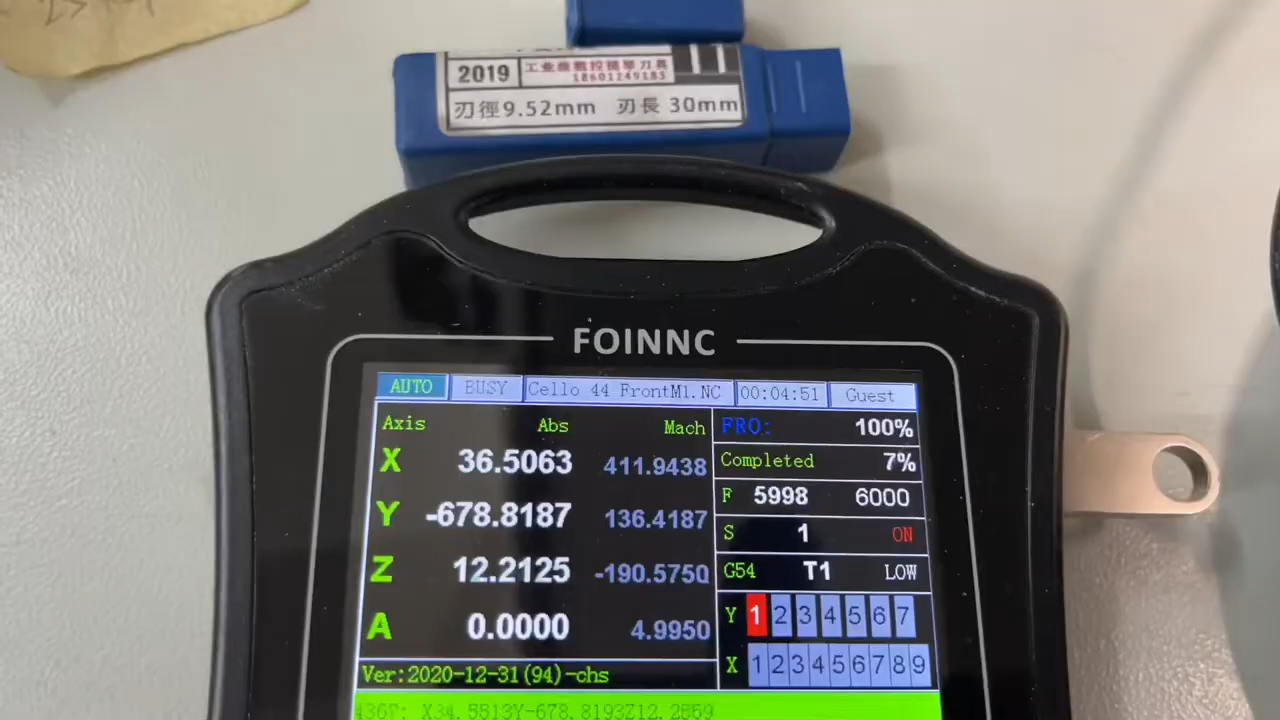 2019
工业级數控鎢單刀具
18601249183
刃徑9.52mm 刃長 30mm
FOINNC
AUTO BUSY Cello 44 FrontM1.NC 00:04:51 Guest
Axis Abs Mach
X 36.5063 411.9438
Y -678.8187 136.4187
Z 12.2125 -190.5750
A 0.0000 4.9950
FRO: 100%
Completed 7%
F 5998 6000
S 1 ON
G54 T1 LOW
Y 1 2 3 4 5 6 7
X 1 2 3 4 5 6 7 8 9
Ver:2020-12-31(94)-chs